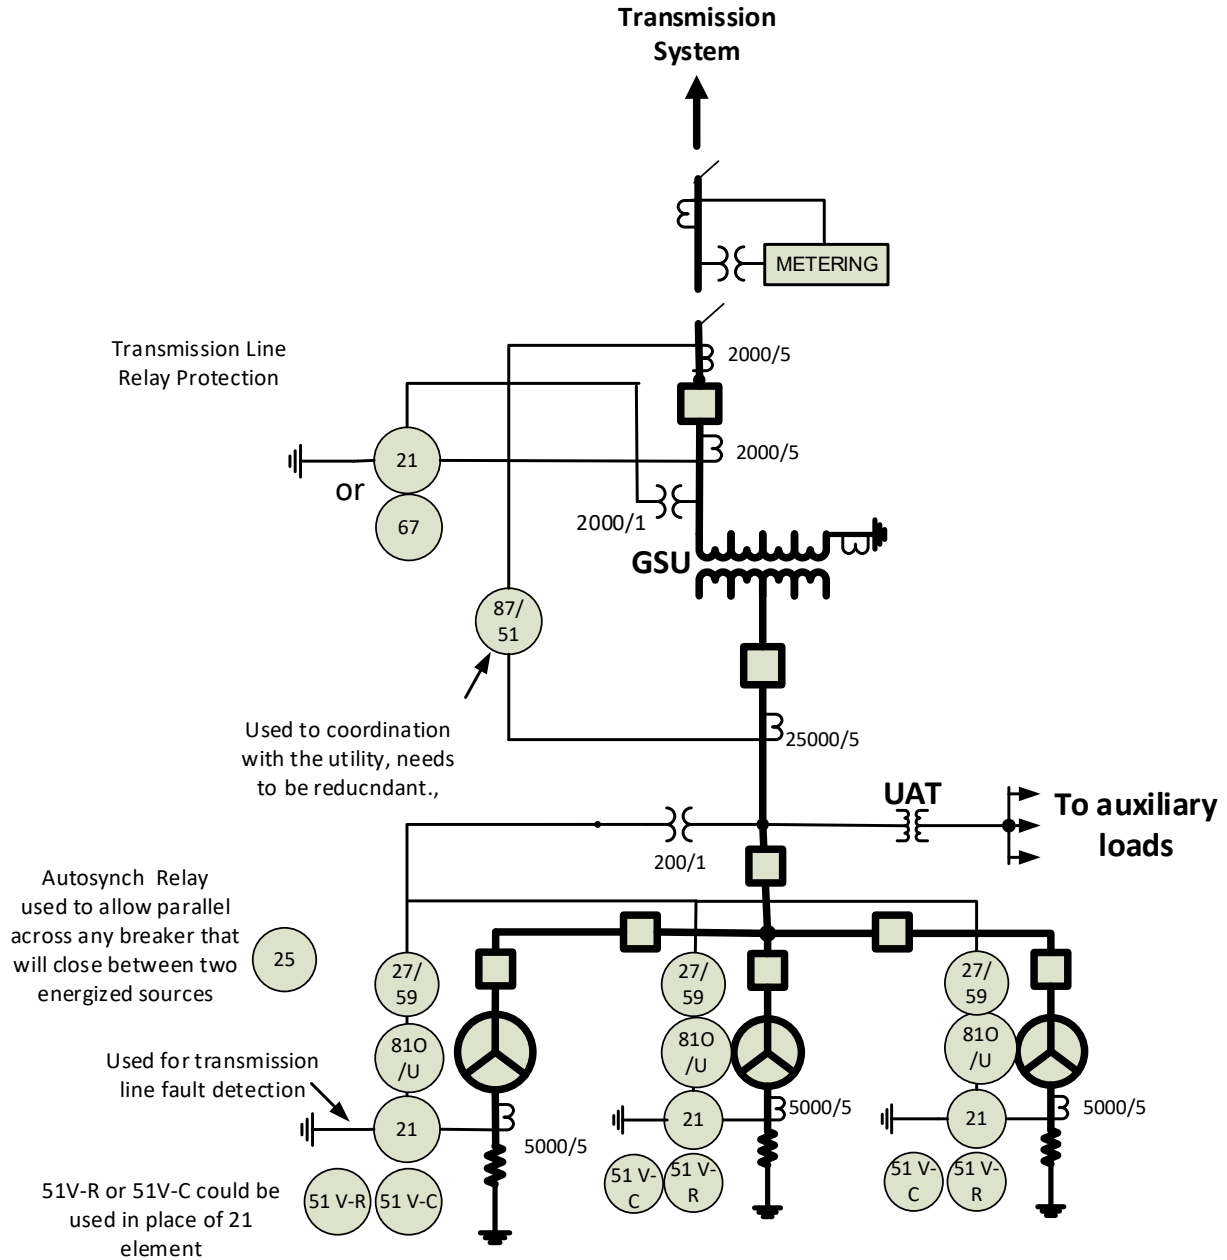 Transmission
System
METERING
2000/5
Transmission Line
Relay Protection
2000/5
21
or
67
2000/1
GSU
87/
51
Used to coordination
with the utility, needs
to be reducndant.,
25000/5
UAT
To auxiliary
loads
200/1
Autosynch Relay
used to allow parallel
across any breaker that
will close between two
energized sources
25
27/
59
27/
59
27/
59
81O
/U
81O
/U
81O
/U
Used for transmission
line fault detection
21
5000/5
21
5000/5
21
5000/5
51V-R or 51V-C could be
used in place of 21
element
51 V-R
51 V-C
51 V-
C
51 V-
R
51 V-
C
51 V-
R